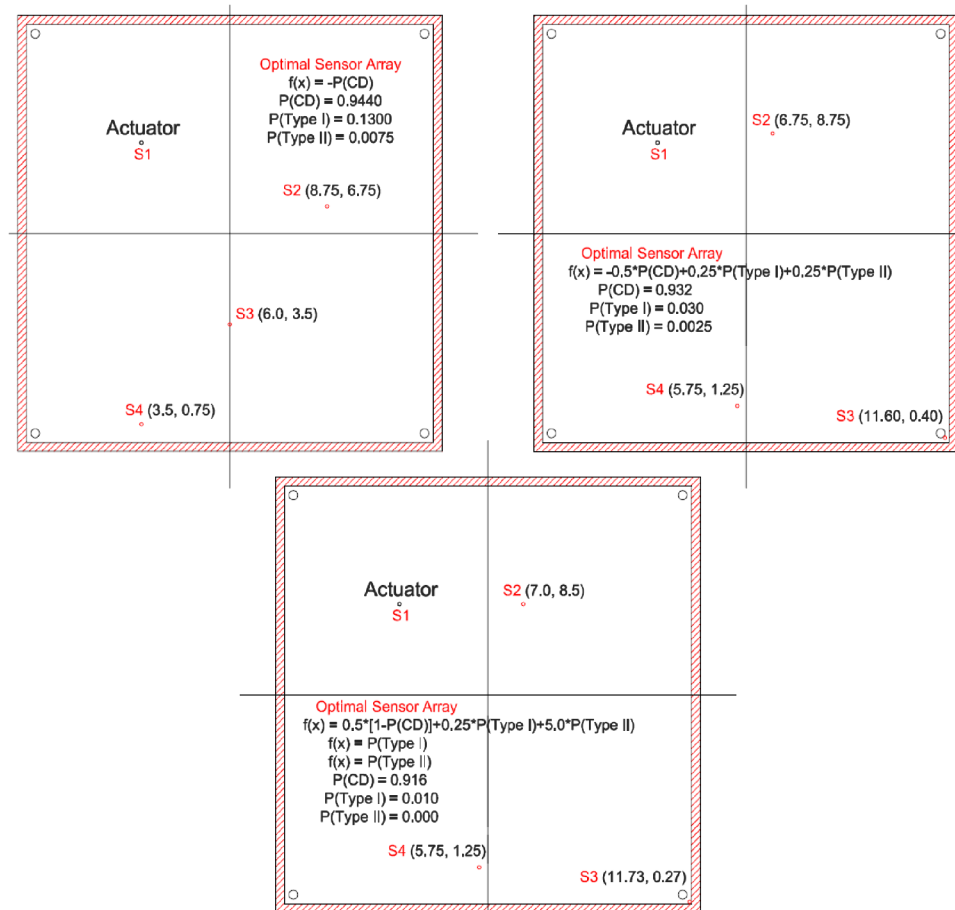 Optimal Sensor Array
f(x) = -P(CD)
P(CD) = 0.9440
P(Type I) = 0.1300
P(Type II) = 0.0075
Actuator
S1
S2 (8.75, 6.75)
S3 (6.0, 3.5)
S4 (3.5, 0.75)
S2 (6.75, 8.75)
Actuator
S1
Optimal Sensor Array
f(x) = -0.5*P(CD)+0.25*P(Type I)+0.25*P(Type II)
P(CD) = 0.932
P(Type I) = 0.030
P(Type II) = 0.0025
S4 (5.75, 1.25)
S3 (11.60, 0.40)
Actuator
S1
S2 (7.0, 8.5)
Optimal Sensor Array
f(x) = 0.5*[1-P(CD)]+0.25*P(Type I)+5.0*P(Type II)
f(x) = P(Type I)
f(x) = P(Type II)
P(CD) = 0.916
P(Type I) = 0.010
P(Type II) = 0.000
S4 (5.75, 1.25)
S3 (11.73, 0.27)